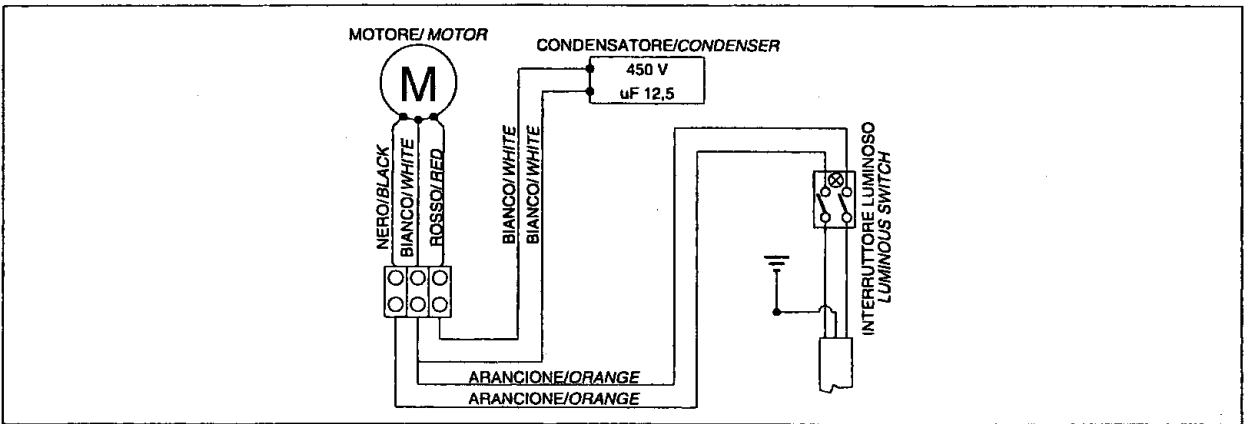 MOTORE/MOTOR
M
CONDENSATORE/CONDENSER
450 V
uF 12,5
NERO/BLACK
BIANCO/WHITE
ROSSO/RED
BIANCO/WHITE
BIANCO/WHITE
INTERRUTTORE LUMINOSO
LUMINOUS SWITCH
ARANCIONE/ORANGE
ARANCIONE/ORANGE